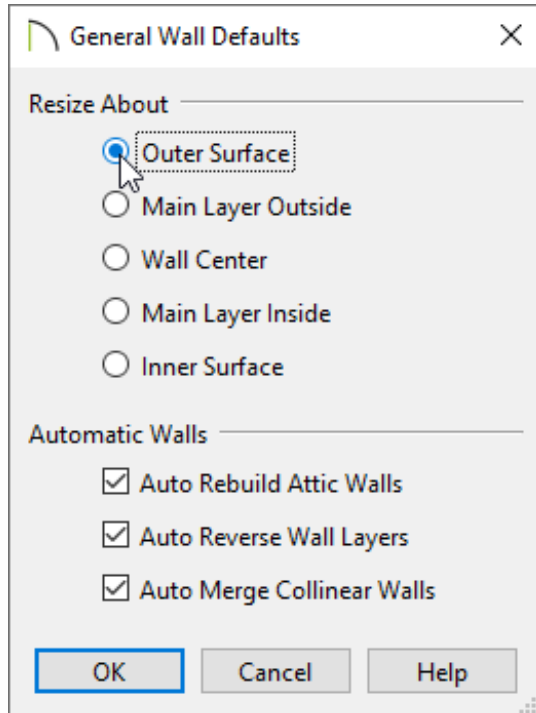 General Wall Defaults
Resize About
Outer Surface
Main Layer Outside
Wall Center
Main Layer Inside
Inner Surface
Automatic Walls
Auto Rebuild Attic Walls
Auto Reverse Wall Layers
Auto Merge Collinear Walls
OK Cancel Help